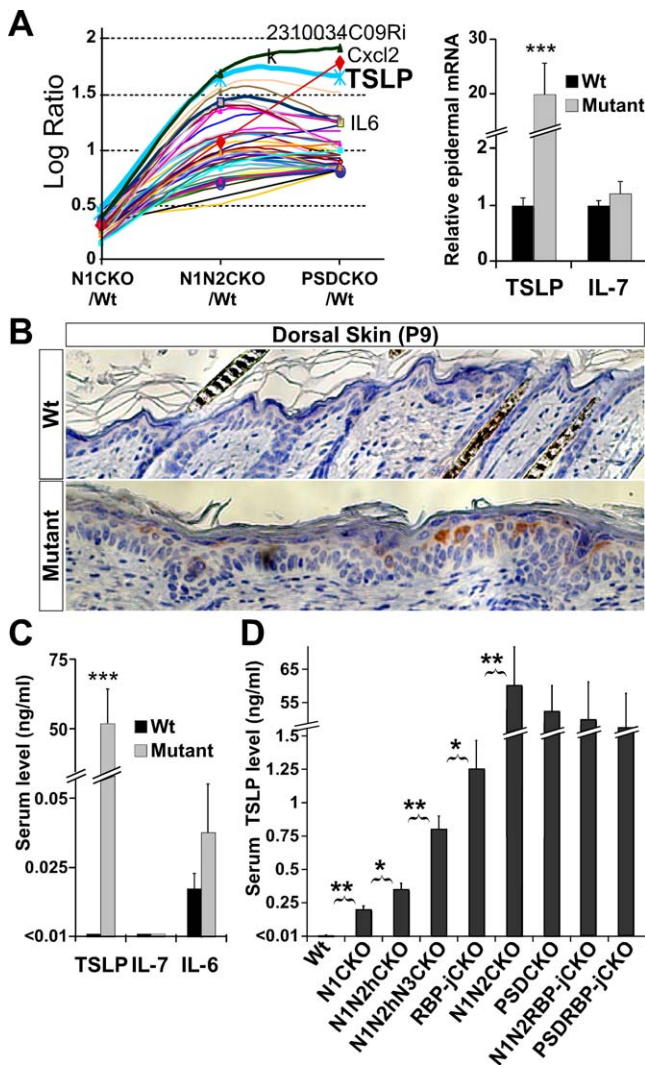 A
2310034C09Ri
k
Cxcl2
TSLP
IL6
Log Ratio
2
1.5
1
0.5
0
N1CKO
/Wt
N1N2CKO
/Wt
PSDCKO
/Wt
Relative epidermal mRNA
30
20
2
1
0
***
Wt
Mutant
TSLP IL-7
B
Dorsal Skin (P9)
Wt
Mutant
C
Serum level (ng/ml)
75
50
0.05
0.025
<0.01
***
Wt
Mutant
TSLP IL-7 IL-6
D
Serum TSLP level (ng/ml)
65
55
1.5
1.25
0.75
0.25
<0.01
**
*
**
*
**
Wt
N1CKO
N1N2hCKO
N1N2hN3CKO
RBP-jCKO
N1N2CKO
PSDCKO
N1N2RBP-jCKO
PSDRBP-jCKO